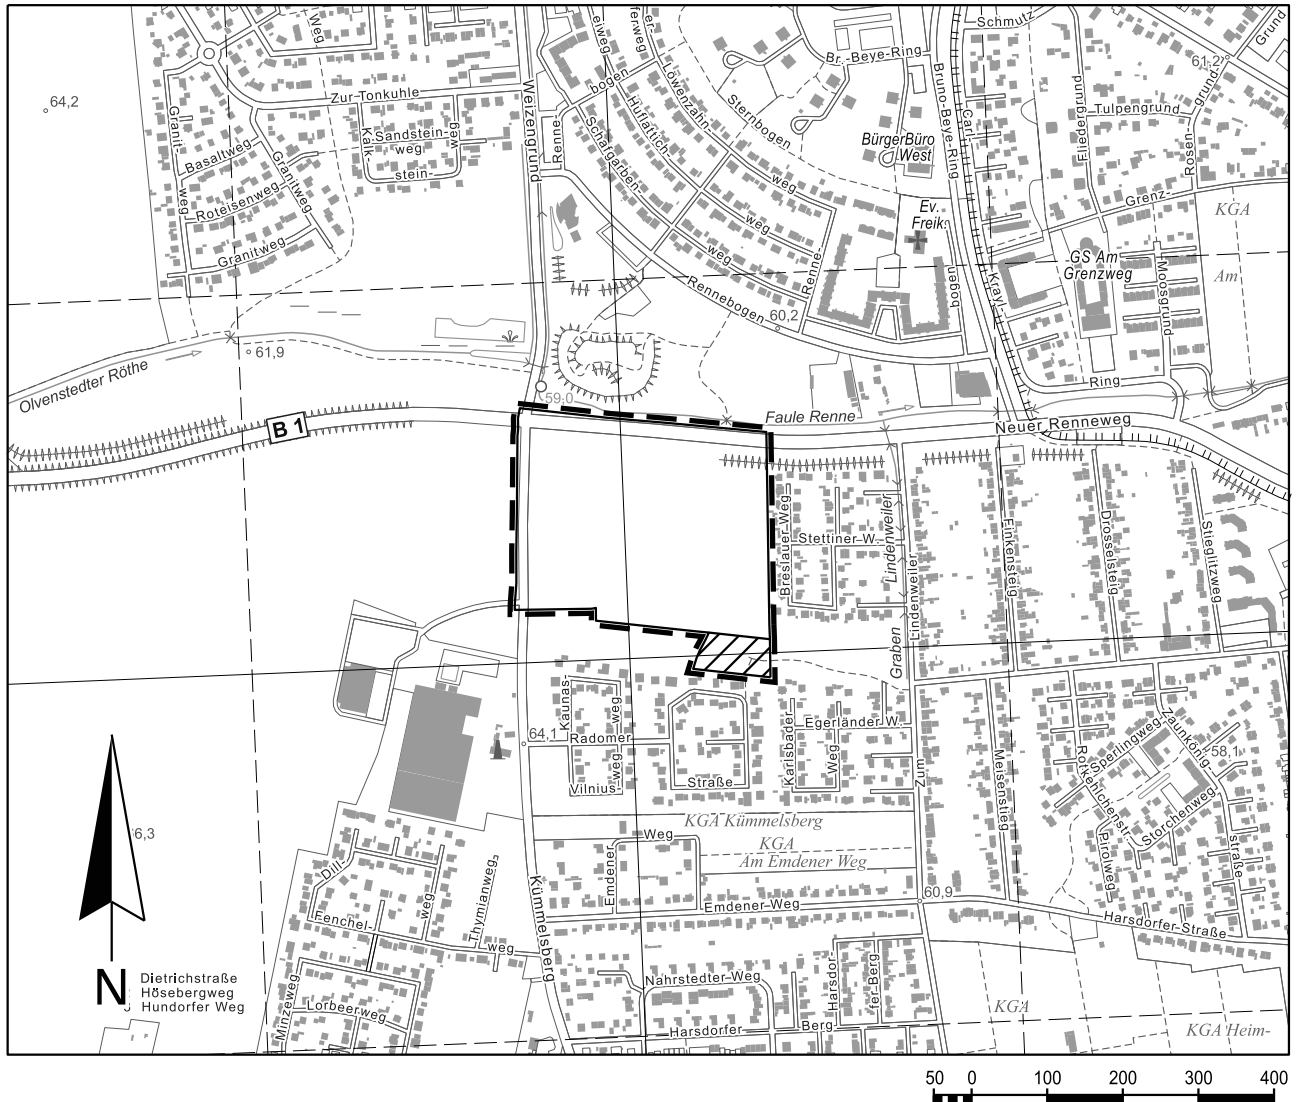 Weg
eiweg
ferweg
Schmutz
Grund
Br.-Beye-Ring
61,2
64,2
Zur Tonkuhle
Weizengrund
bogen
Löwenzahn-
Sternbogen
Bruno-Beye-Ring
Carl-
Fliedergrund
Tulpengrund
grund
Granit-
Basaltweg
Kalk-
Sandstein-
weg
weg
stein-
Granitweg
Renne-
Schafgarben-
Huflattich-
BürgerBüro
West
Rosen-
weg
Roteisenweg
weg
Ev.
Freik.
Grenz-
KGA
Granitweg
weg
weg
Renne-
bogen
Krayl-
GS Am
Grenzweg
Moosgrund
Am
Rennebogen
60,2
61,9
Olvenstedter Röthe
59,0
Ring
B 1
Faule Renne
Neuer Renneweg
Breslauer Weg
Stettiner W.
Lindenweiler
Lindenweiler
Finkensteig
Drosselsteig
Stieglitzweg
Graben
Kaunas-
weg
64,1
Radomer
Egerländer W.
Karlsbader
Weg
Vilnius-
weg
Straße
Zum
Meisenstieg
Sperlingweg
Zaunkönig-
58,1
Rotkehlchenstr.
Storchenweg
Pirolweg
straße
6,3
KGA Kümmelsberg
Weg
KGA
Am Emdener Weg
Dill-
Emdener
Thymianweg
Kümmelsberg
weg
Emdener Weg
60,9
Fenchel-
weg
Harsdorfer Straße
N
Dietrichstraße
Hösebergweg
Hundorfer Weg
Minzeweg
Lorbeerweg
Nahrstedter Weg
Harsdor
fer-Berg
Harsdorfer
Berg
KGA
KGA Heim-
50 0 100 200 300 400